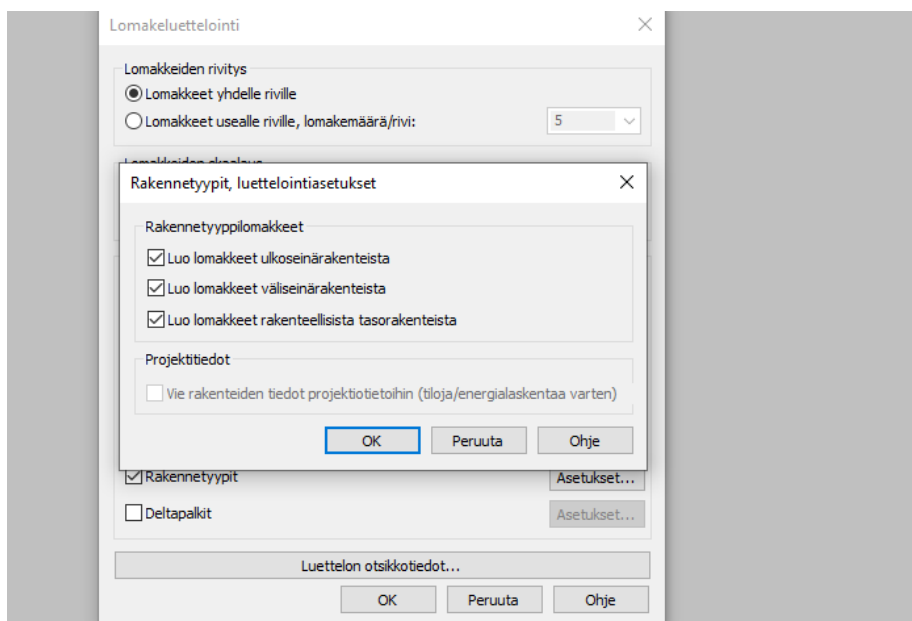 Lomakeluettelointi
Lomakkeiden rivitys
Lomakkeet yhdelle riville
Lomakkeet usealle riville, lomakemäärä/rivi:
5
Lomakkeiden skaalaus
Rakennetyypit, luettelointiasetukset
Rakennetyyppilomakkeet
Luo lomakkeet ulkoseinärakenteista
Luo lomakkeet väliseinärakenteista
Luo lomakkeet rakenteellisista tasorakenteista
Projektitiedot
Vie rakenteiden tiedot projektiotietoihin (tiloja/energialaskentaa varten)
OK Peruuta Ohje
Rakennetyypit Asetukset...
Deltapalkit Asetukset...
Luettelon otsikkotiedot...
OK Peruuta Ohje